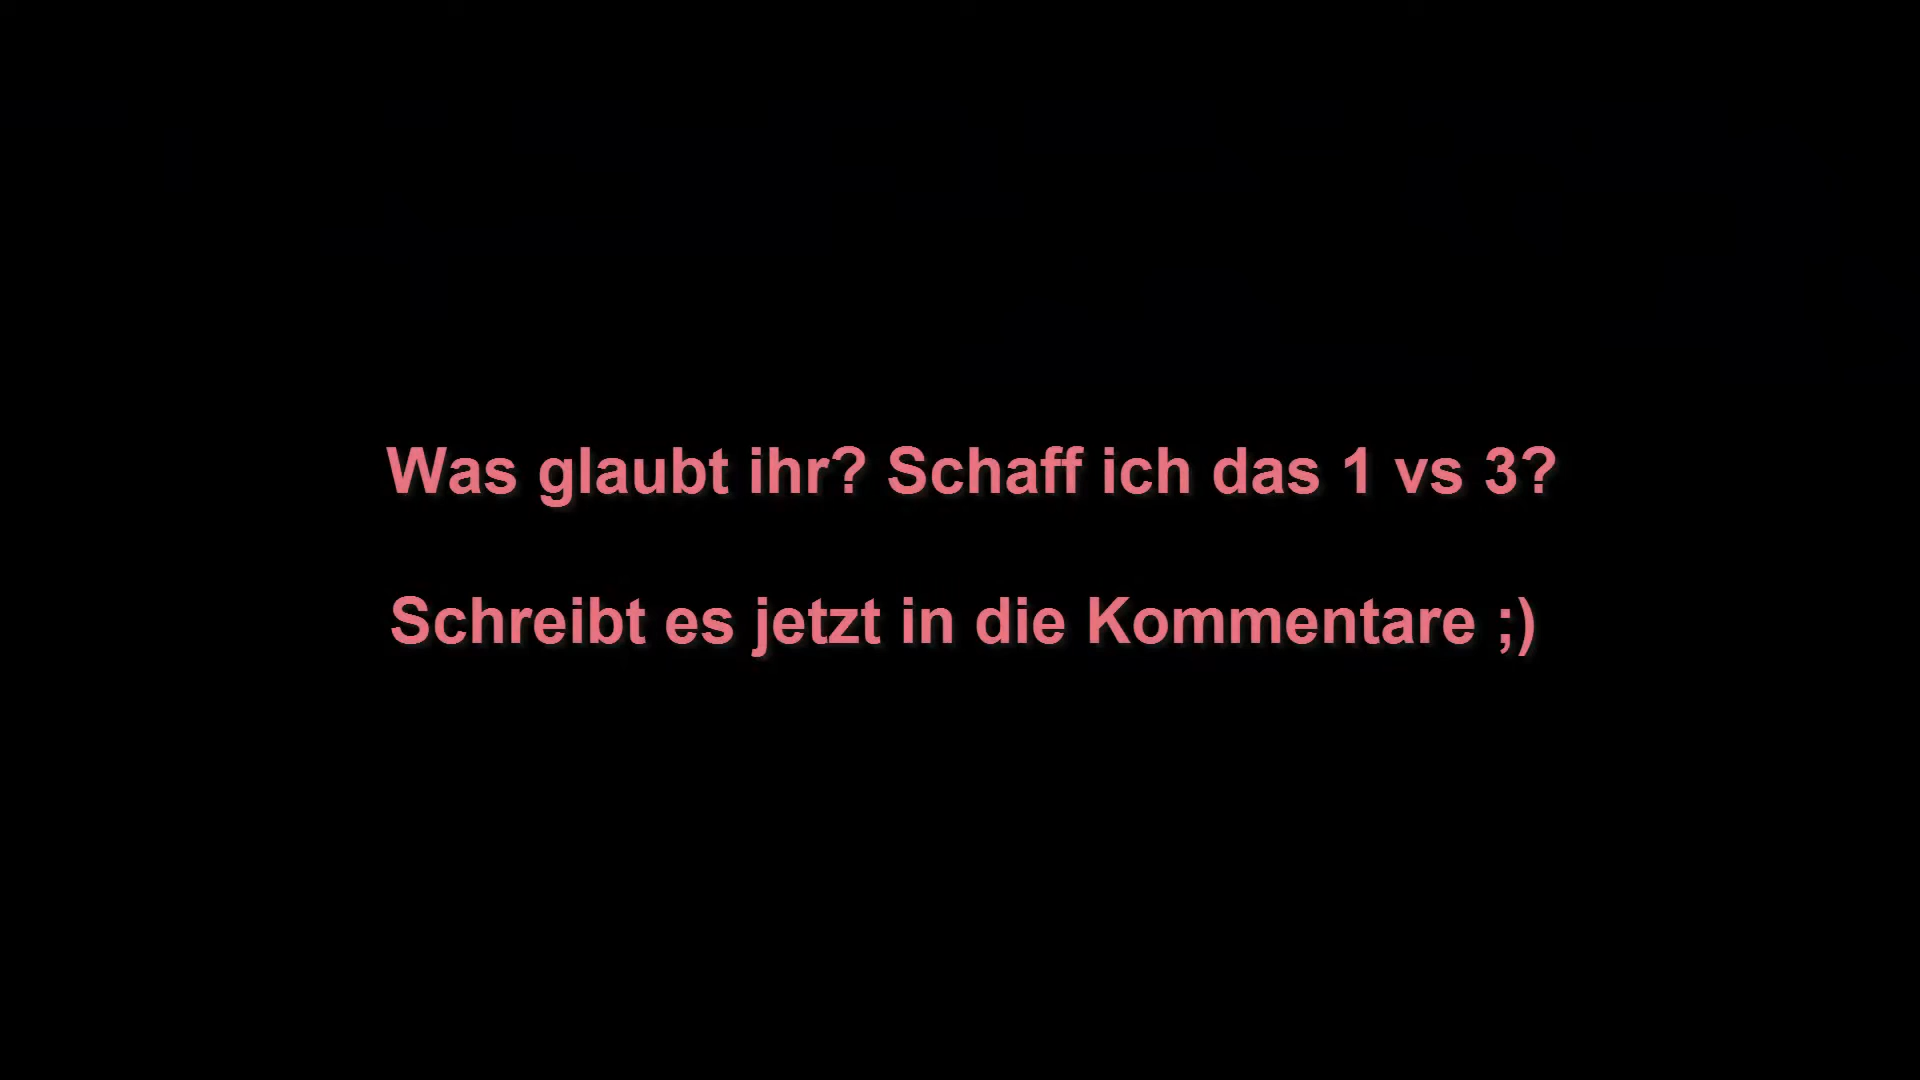 Was glaubt ihr? Schaff ich das 1 vs 3?
Schreibt es jetzt in die Kommentare ;)